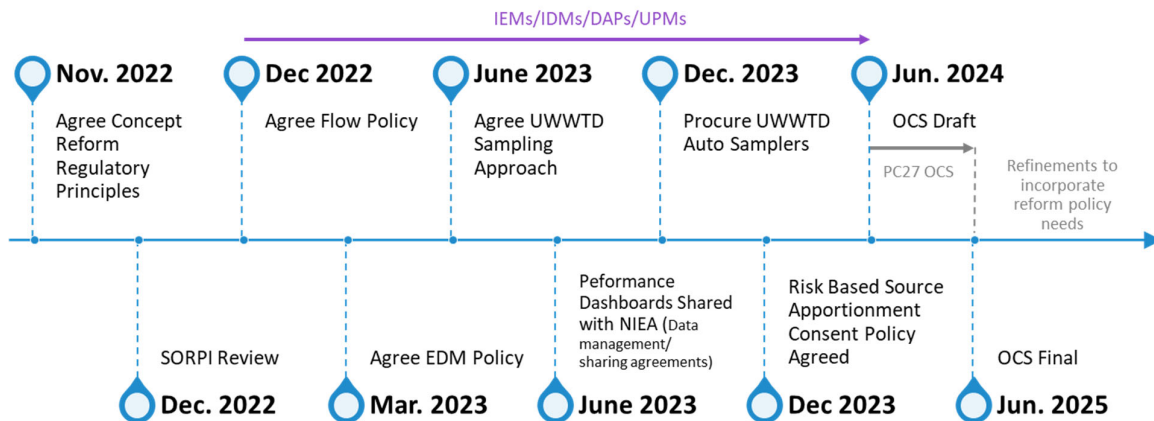 IEMs/IDMs/DAPs/UPMs
Nov. 2022
Dec 2022
June 2023
Dec. 2023
Jun. 2024
Agree Concept
Reform
Regulatory
Principles
Agree Flow Policy
Agree UWWTD
Sampling
Approach
Procure UWWTD
Auto Samplers
OCS Draft
PC27 OCS
Refinements to
incorporate
reform policy
needs
SORPI Review
Agree EDM Policy
Peformance
Dashboards Shared
with NIEA (Data
management/
sharing agreements)
Risk Based Source
Apportionment
Consent Policy
Agreed
OCS Final
Dec. 2022
Mar. 2023
June 2023
Dec 2023
Jun. 2025